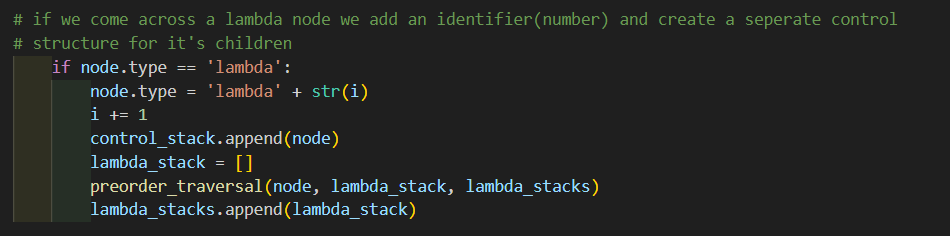 # if we come across a lambda node we add an identifier(number) and create a seperate control
# structure for it's children
    if node.type == 'lambda':
        node.type = 'lambda' + str(i)
        i += 1
        control_stack.append(node)
        lambda_stack = []
        preorder_traversal(node, lambda_stack, lambda_stacks)
        lambda_stacks.append(lambda_stack)